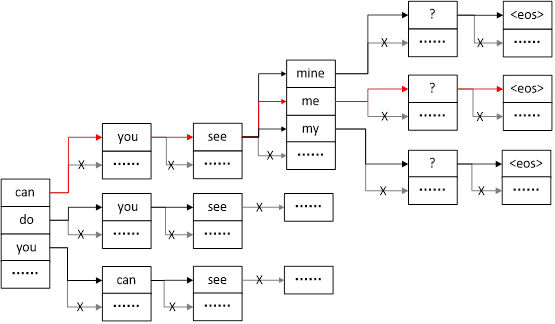 ? <eos>
X ...... X ......
mine
me ? <eos>
my X ...... X ......
......
you see
X ...... X ......
? <eos>
X ...... X ......
can
do
you
......
you see X ......
X ...... X ......
can see X ......
X ...... X ......